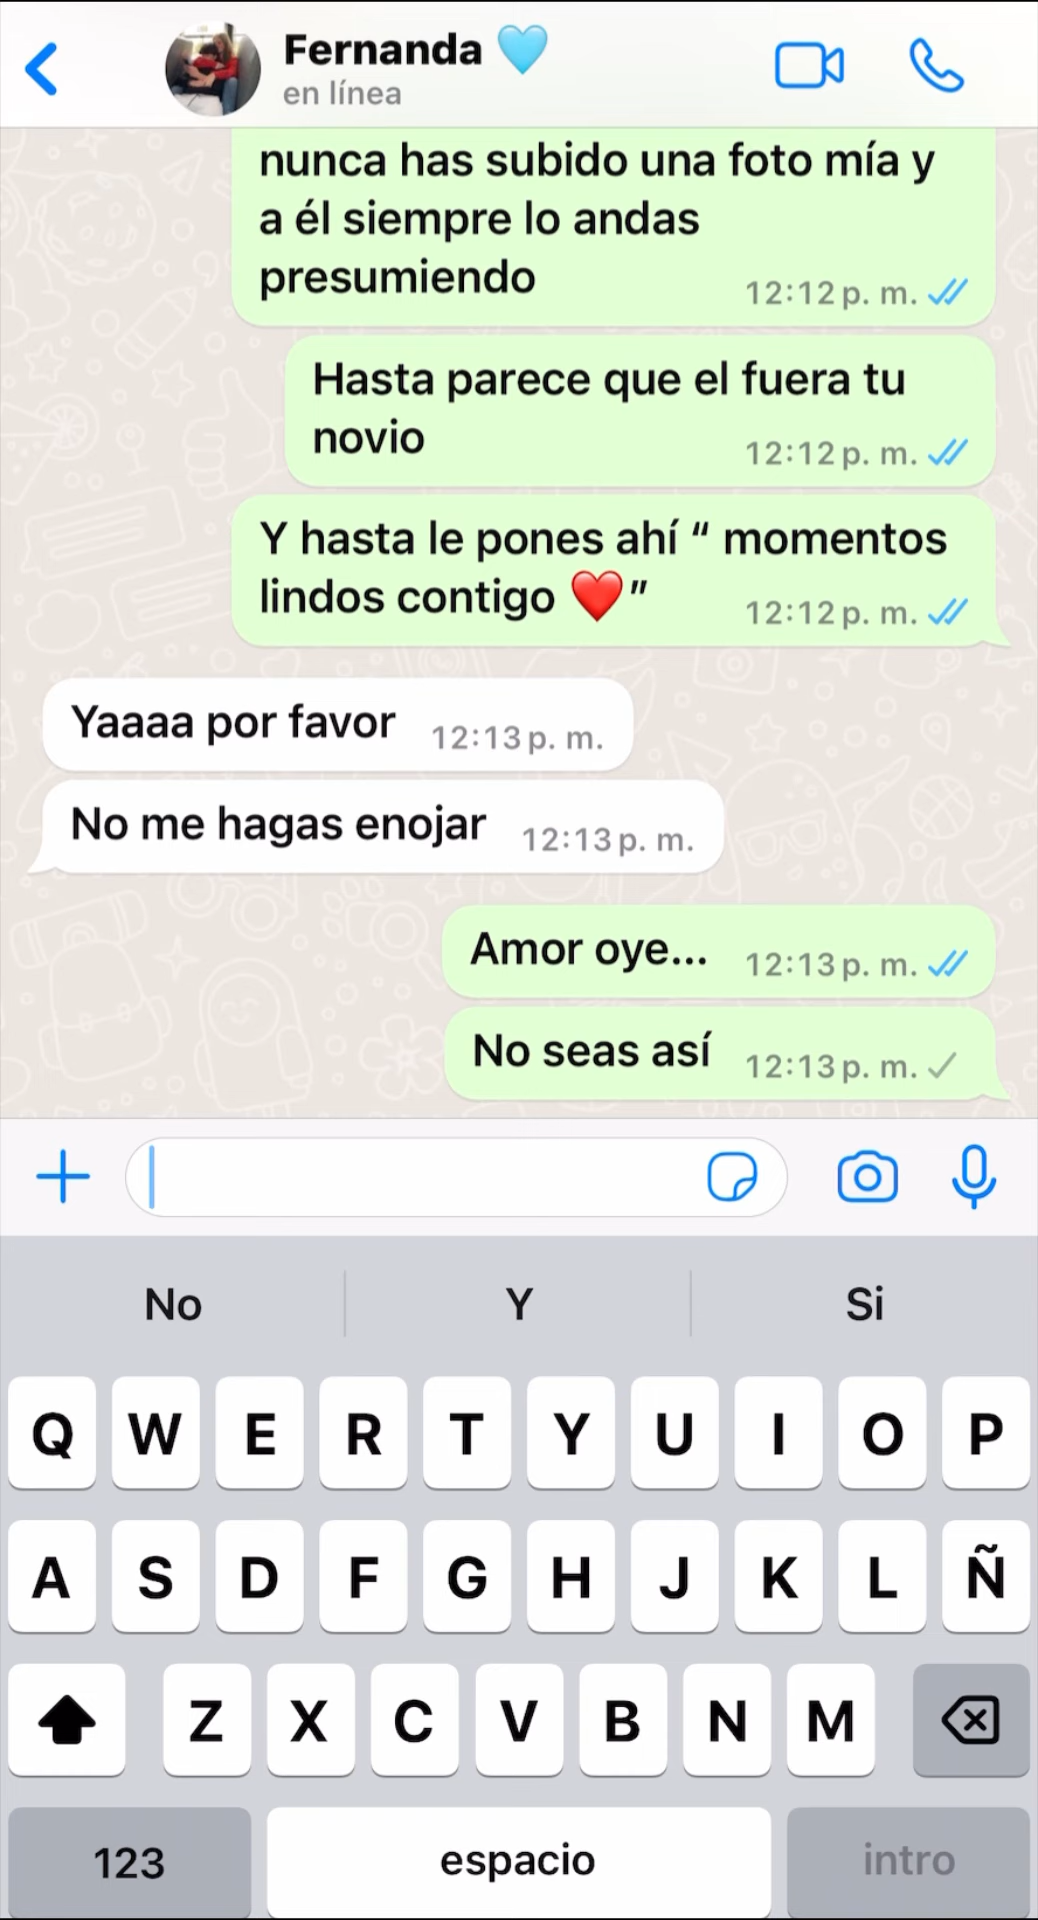 Fernanda 🩵
en línea
nunca has subido una foto mía y
a él siempre lo andas
presumiendo
12:12 p. m.
Hasta parece que el fuera tu
novio
12:12 p. m.
Y hasta le pones ahí “ momentos
lindos contigo ❤️”
12:12 p. m.
Yaaaa por favor 12:13 p. m.
No me hagas enojar 12:13 p. m.
Amor oye... 12:13 p. m.
No seas así 12:13 p. m.
No Y Si
Q W E R T Y U I O P
A S D F G H J K L Ñ
Z X C V B N M
123 espacio intro